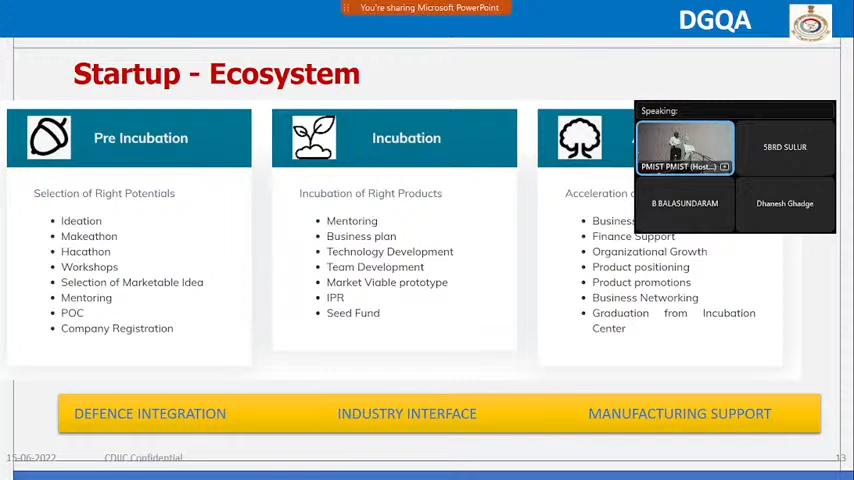 You're sharing Microsoft PowerPoint
DGQA
Startup - Ecosystem
Pre Incubation
Selection of Right Potentials
Ideation
Makeathon
Hacathon
Workshops
Selection of Marketable Idea
Mentoring
POC
Company Registration
Incubation
Incubation of Right Products
Mentoring
Business plan
Technology Development
Team Development
Market Viable prototype
IPR
Seed Fund
Acceleration
Finance Support
Organizational Growth
Product positioning
Product promotions
Business Networking
Graduation from Incubation
Center
Speaking:
PMIST PMIST (Host...)
5BRD SULUR
B BALASUNDARAM
Dhanesh Ghadge
DEFENCE INTEGRATION
INDUSTRY INTERFACE
MANUFACTURING SUPPORT
15-06-2022
CDIIC Confidential
13